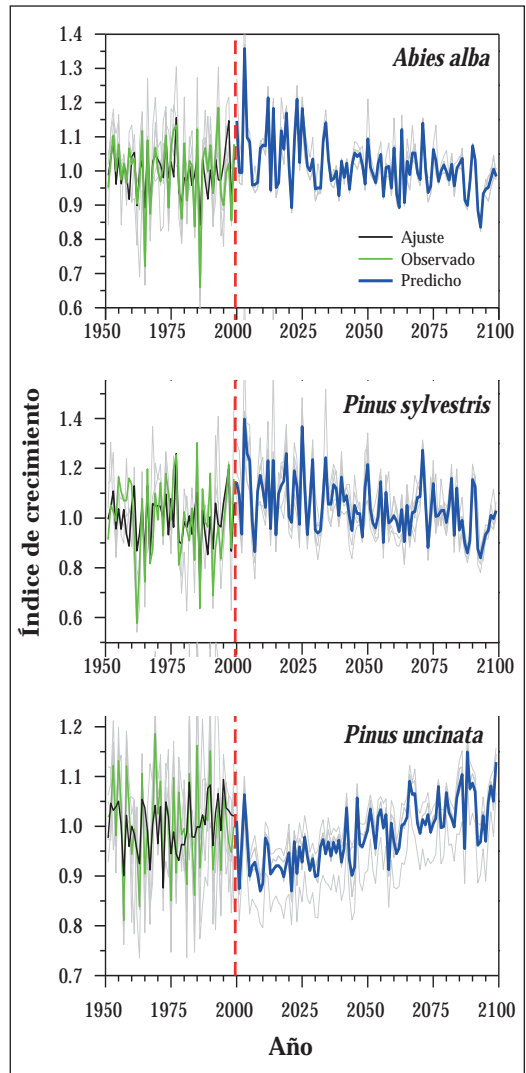 Índice de crecimiento
1.4
1.3
1.2
1.1
1.0
0.9
0.8
0.7
0.6
Abies alba
Ajuste
Observado
Predicho
1950 1975 2000 2025 2050 2075 2100
1.4
1.2
1.0
0.8
0.6
Pinus sylvestris
1950 1975 2000 2025 2050 2075 2100
1.2
1.1
1.0
0.9
0.8
0.7
Pinus uncinata
1950 1975 2000 2025 2050 2075 2100
Año